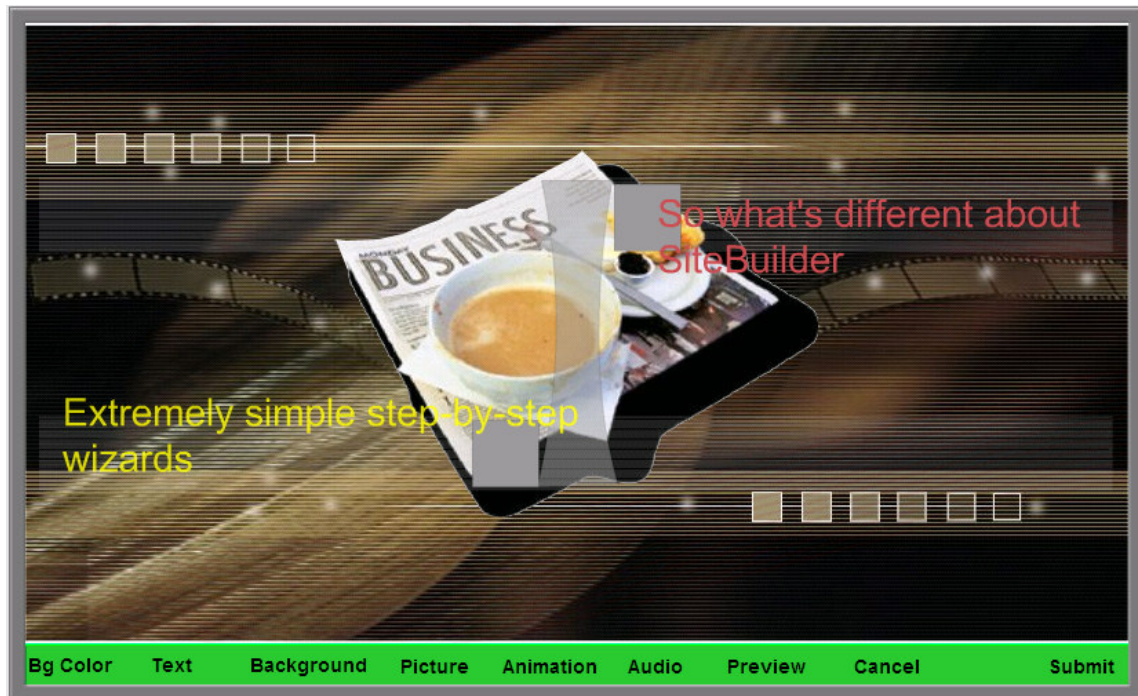 So what's different about
SiteBuilder
MONDAY
BUSINESS
Extremely simple step-by-step
wizards
Bg Color Text Background Picture Animation Audio Preview Cancel Submit